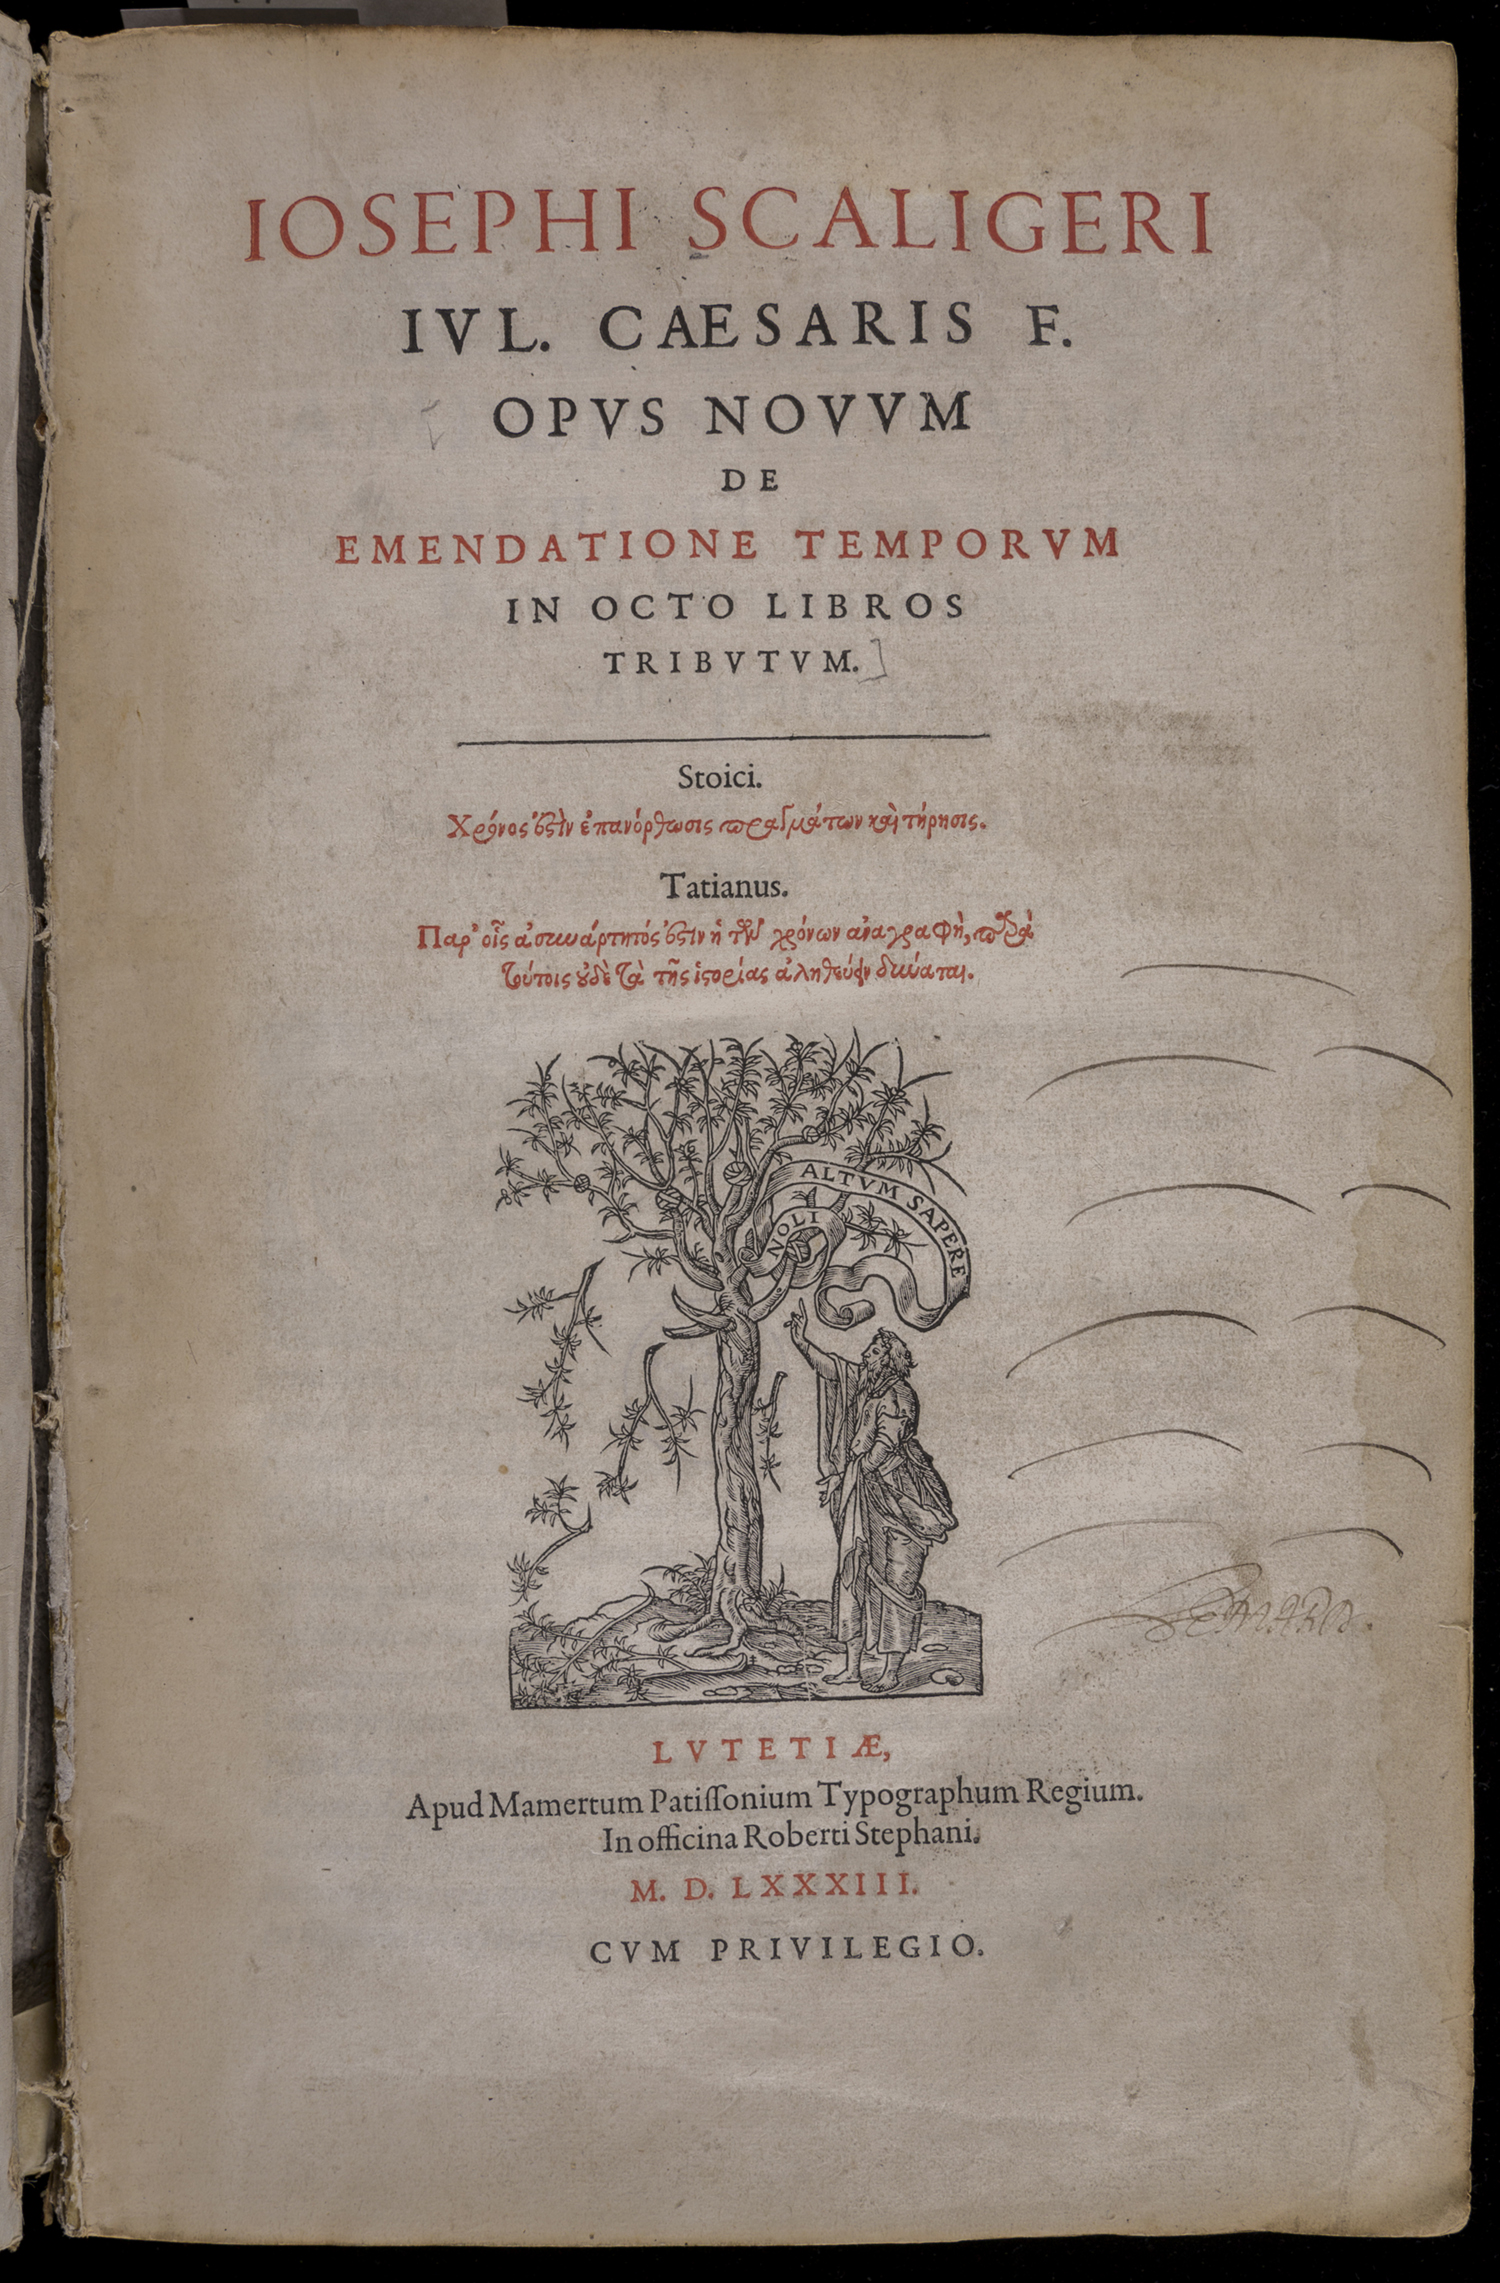 IOSEPHI SCALIGERI
IVL. CAESARIS F.
OPVS NOVVM
DE
EMENDATIONE TEMPORVM
IN OCTO LIBROS
TRIBVTVM.
Stoici.
Χρόνος ἐστὶν ἐπανόρθωσις πραγμάτων καὶ τήρησις.
Tatianus.
Παρ' οἷς ἀσυνάρτητός ἐστιν ἡ τῶν χρόνων ἀναγραφὴ, παρὰ
τούτοις οὐδὲ τὰ τῆς ἱστορίας ἀληθεύειν δύναται.
NOLI ALTVM SAPERE
LVTETIÆ,
Apud Mamertum Patiſſonium Typographum Regium.
In officina Roberti Stephani.
M. D. LXXXIII.
CVM PRIVILEGIO.